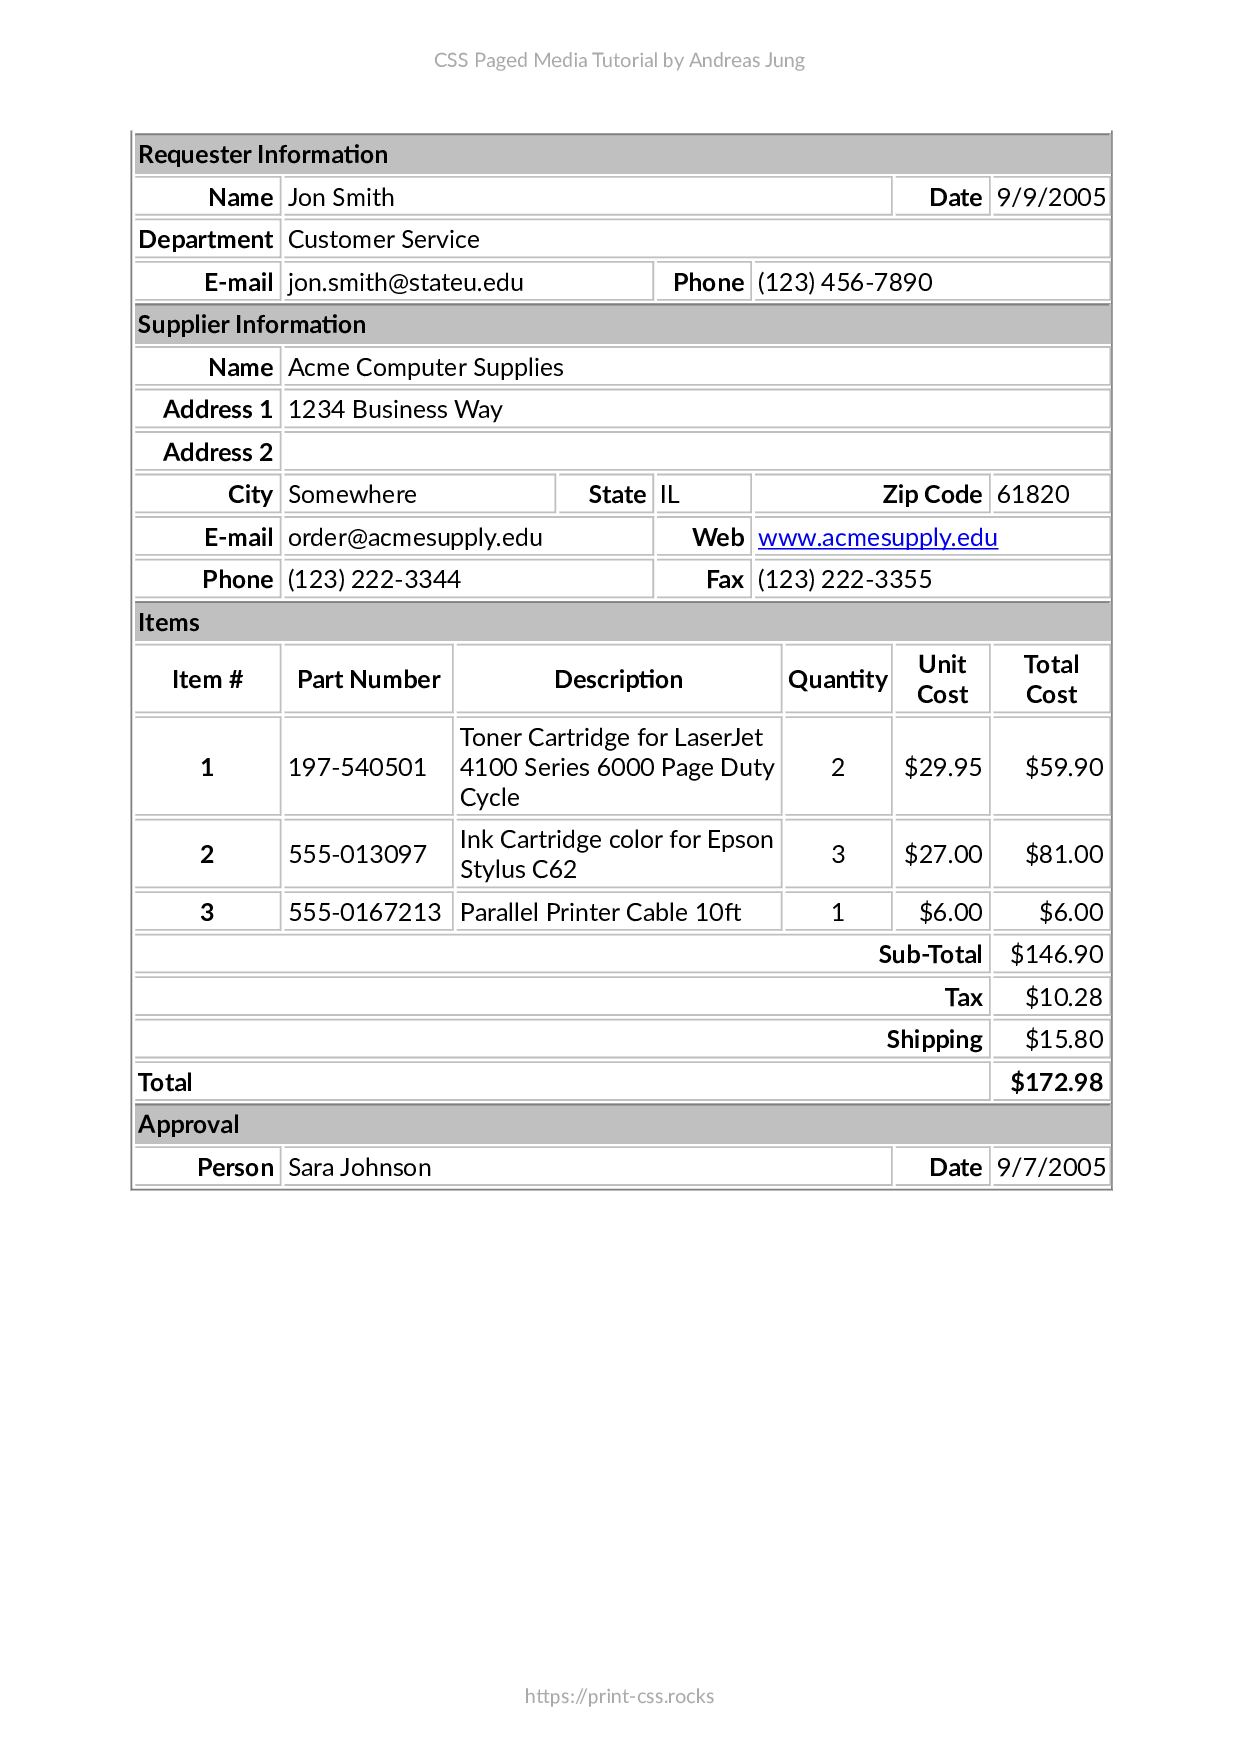 CSS Paged Media Tutorial by Andreas Jung
Requester Information
Name Jon Smith Date 9/9/2005
Department Customer Service
E-mail jon.smith@stateu.edu Phone (123) 456-7890
Supplier Information
Name Acme Computer Supplies
Address 1 1234 Business Way
Address 2
City Somewhere State IL Zip Code 61820
E-mail order@acmesupply.edu Web www.acmesupply.edu
Phone (123) 222-3344 Fax (123) 222-3355
Items
Item # Part Number Description Quantity Unit Cost Total Cost
1 197-540501 Toner Cartridge for LaserJet
4100 Series 6000 Page Duty
Cycle 2 $29.95 $59.90
2 555-013097 Ink Cartridge color for Epson
Stylus C62 3 $27.00 $81.00
3 555-0167213 Parallel Printer Cable 10ft 1 $6.00 $6.00
Sub-Total $146.90
Tax $10.28
Shipping $15.80
Total $172.98
Approval
Person Sara Johnson Date 9/7/2005
https://print-css.rocks